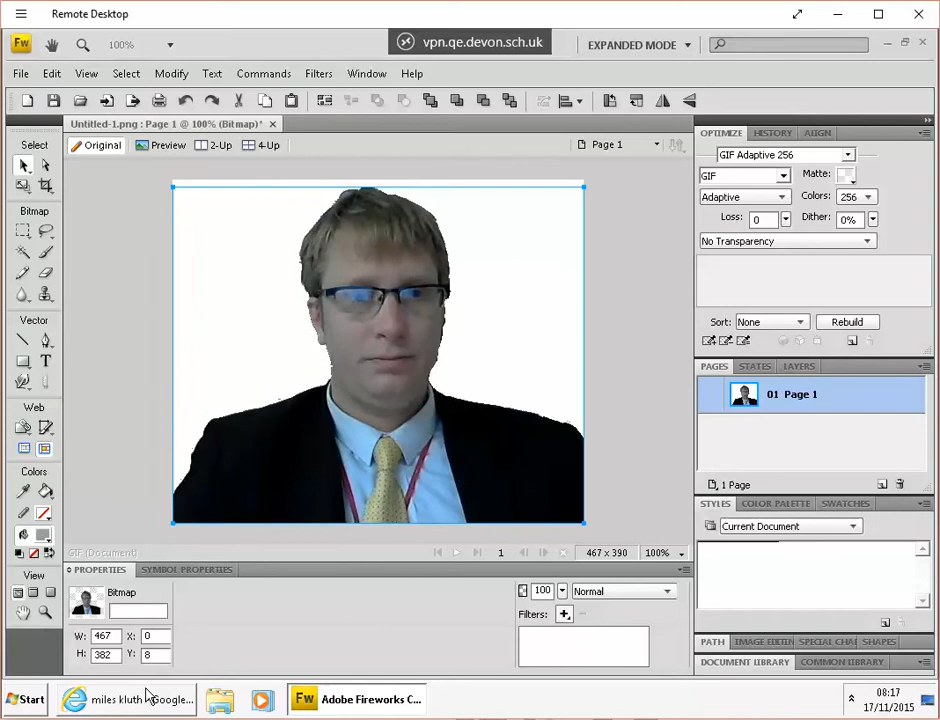 Remote Desktop
Fw 100% vpn.qe.devon.sch.uk EXPANDED MODE
File Edit View Select Modify Text Commands Filters Window Help
Untitled-1.png : Page 1 @ 100% (Bitmap)*
Original Preview 2-Up 4-Up Page 1
Select
Bitmap
Vector
Web
Colors
View
OPTIMIZE HISTORY ALIGN
GIF Adaptive 256
GIF Matte:
Adaptive Colors: 256
Loss: 0 Dither: 0%
No Transparency
Sort: None Rebuild
PAGES STATES LAYERS
01 Page 1
1 Page
STYLES COLOR PALETTE SWATCHES
Current Document
PATH IMAGE EDITIN SPECIAL CHAR SHAPES
DOCUMENT LIBRARY COMMON LIBRARY
GIF (Document) 1 467 x 390 100%
PROPERTIES SYMBOL PROPERTIES
Bitmap 100 Normal
Filters:
W: 467 X: 0
H: 382 Y: 8
Start miles kluth - Google... Fw Adobe Fireworks C...
08:17
17/11/2015